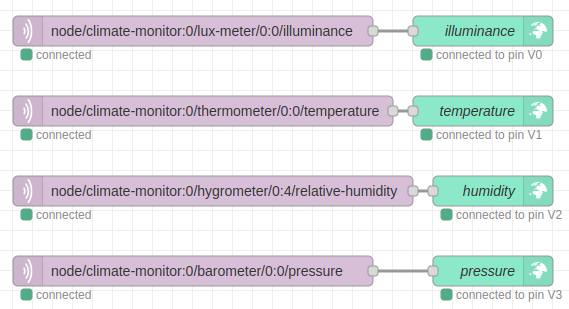 node/climate-monitor:0/lux-meter/0:0/illuminance illuminance
connected connected to pin V0
node/climate-monitor:0/thermometer/0:0/temperature temperature
connected connected to pin V1
node/climate-monitor:0/hygrometer/0:4/relative-humidity humidity
connected connected to pin V2
node/climate-monitor:0/barometer/0:0/pressure pressure
connected connected to pin V3